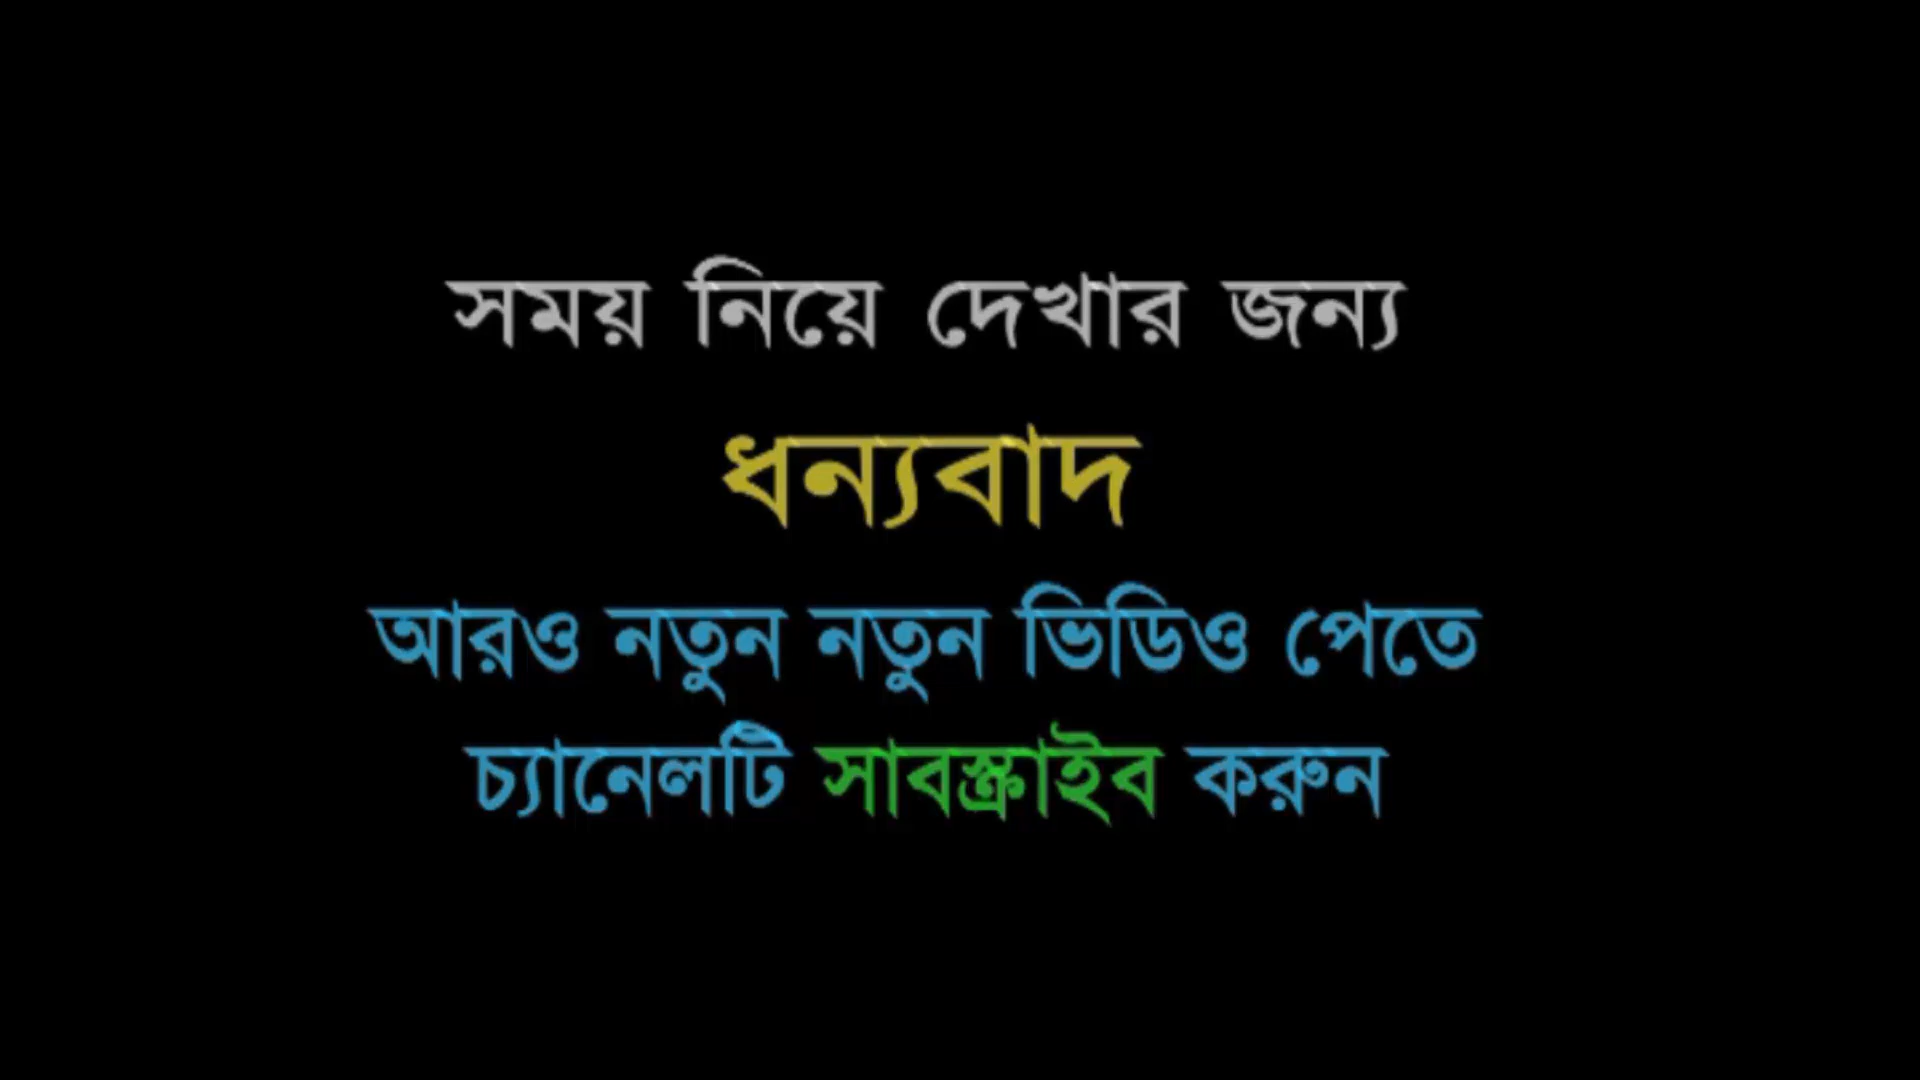 সময় নিয়ে দেখার জন্য
ধন্যবাদ
আরও নতুন নতুন ভিডিও পেতে
চ্যানেলটি সাবস্ক্রাইব করুন